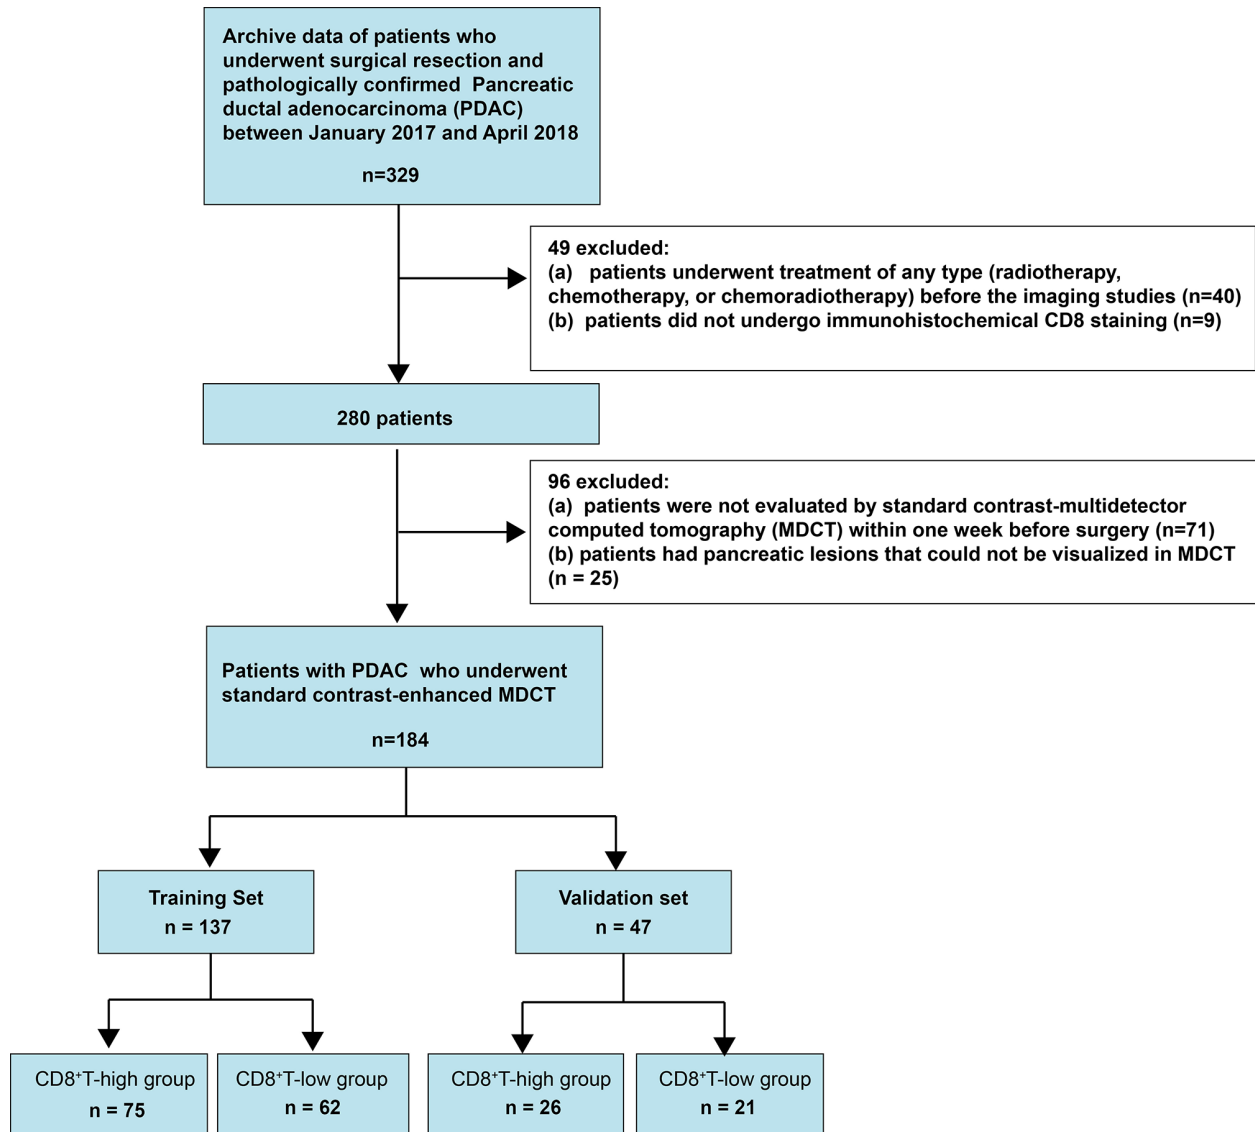 Archive data of patients who
underwent surgical resection and
pathologically confirmed Pancreatic
ductal adenocarcinoma (PDAC)
between January 2017 and April 2018
n=329
49 excluded:
(a) patients underwent treatment of any type (radiotherapy,
chemotherapy, or chemoradiotherapy) before the imaging studies (n=40)
(b) patients did not undergo immunohistochemical CD8 staining (n=9)
280 patients
96 excluded:
(a) patients were not evaluated by standard contrast-multidetector
computed tomography (MDCT) within one week before surgery (n=71)
(b) patients had pancreatic lesions that could not be visualized in MDCT
(n = 25)
Patients with PDAC who underwent
standard contrast-enhanced MDCT
n=184
Training Set
n = 137
Validation set
n = 47
CD8⁺T-high group
n = 75
CD8⁺T-low group
n = 62
CD8⁺T-high group
n = 26
CD8⁺T-low group
n = 21